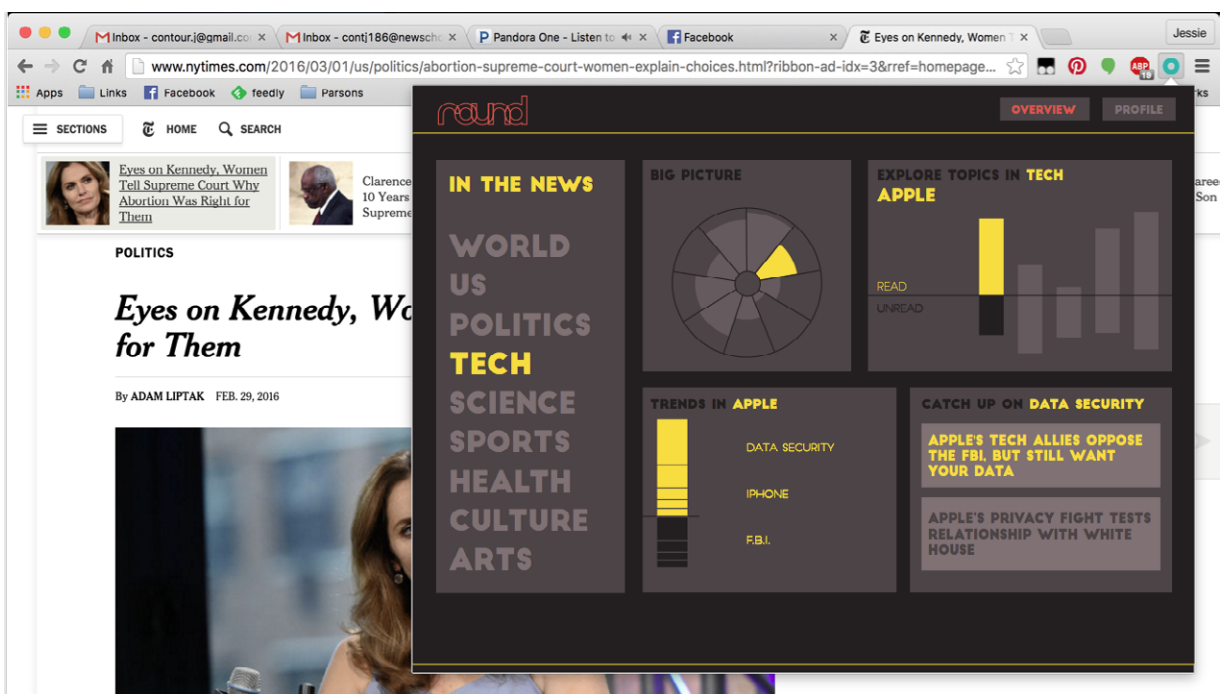 Inbox - contour.j@gmail.co
Inbox - contj186@newsch
Pandora One - Listen to
Facebook
Eyes on Kennedy, Women T
Jessie
www.nytimes.com/2016/03/01/us/politics/abortion-supreme-court-women-explain-choices.html?ribbon-ad-idx=3&rref=homepage...
ABP
19
Apps
Links
Facebook
feedly
Parsons
ks
SECTIONS
HOME
SEARCH
Eyes on Kennedy, Women
Tell Supreme Court Why
Abortion Was Right for
Them
Clarence
10 Years
Supreme
aree
Son
POLITICS
Eyes on Kennedy, Wo
for Them
By ADAM LIPTAK FEB. 29, 2016
round
OVERVIEW
PROFILE
IN THE NEWS
WORLD
US
POLITICS
TECH
SCIENCE
SPORTS
HEALTH
CULTURE
ARTS
BIG PICTURE
EXPLORE TOPICS IN TECH
APPLE
READ
UNREAD
TRENDS IN APPLE
DATA SECURITY
IPHONE
F.B.I.
CATCH UP ON DATA SECURITY
APPLE'S TECH ALLIES OPPOSE
THE FBI, BUT STILL WANT
YOUR DATA
APPLE'S PRIVACY FIGHT TESTS
RELATIONSHIP WITH WHITE
HOUSE